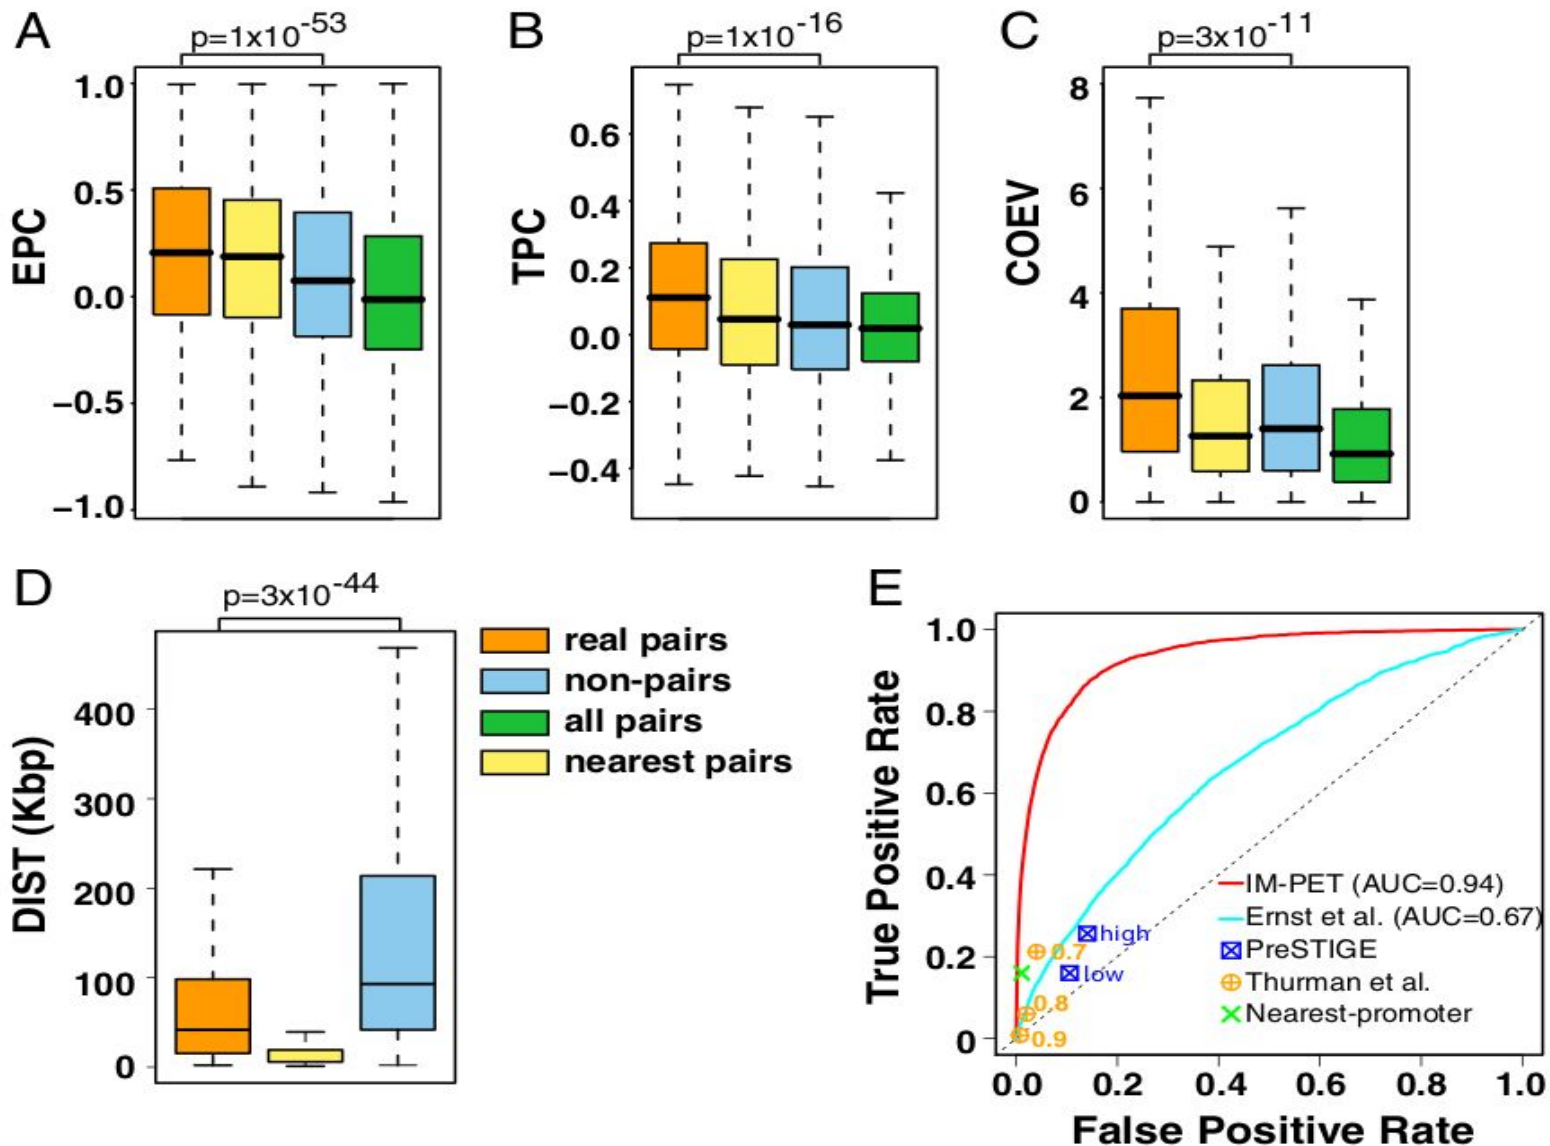 A
p=1x10^-53
EPC
1.0
0.5
0.0
−0.5
−1.0
B
p=1x10^-16
TPC
0.6
0.4
0.2
0.0
−0.2
−0.4
C
p=3x10^-11
COEV
8
6
4
2
0
D
p=3x10^-44
DIST (Kbp)
400
300
200
100
0
real pairs
non-pairs
all pairs
nearest pairs
E
True Positive Rate
1.0
0.8
0.6
0.4
0.2
0
IM-PET (AUC=0.94)
Ernst et al. (AUC=0.67)
PreSTIGE
Thurman et al.
Nearest-promoter
high
0.7
low
0.8
0.9
0.0 0.2 0.4 0.6 0.8 1.0
False Positive Rate